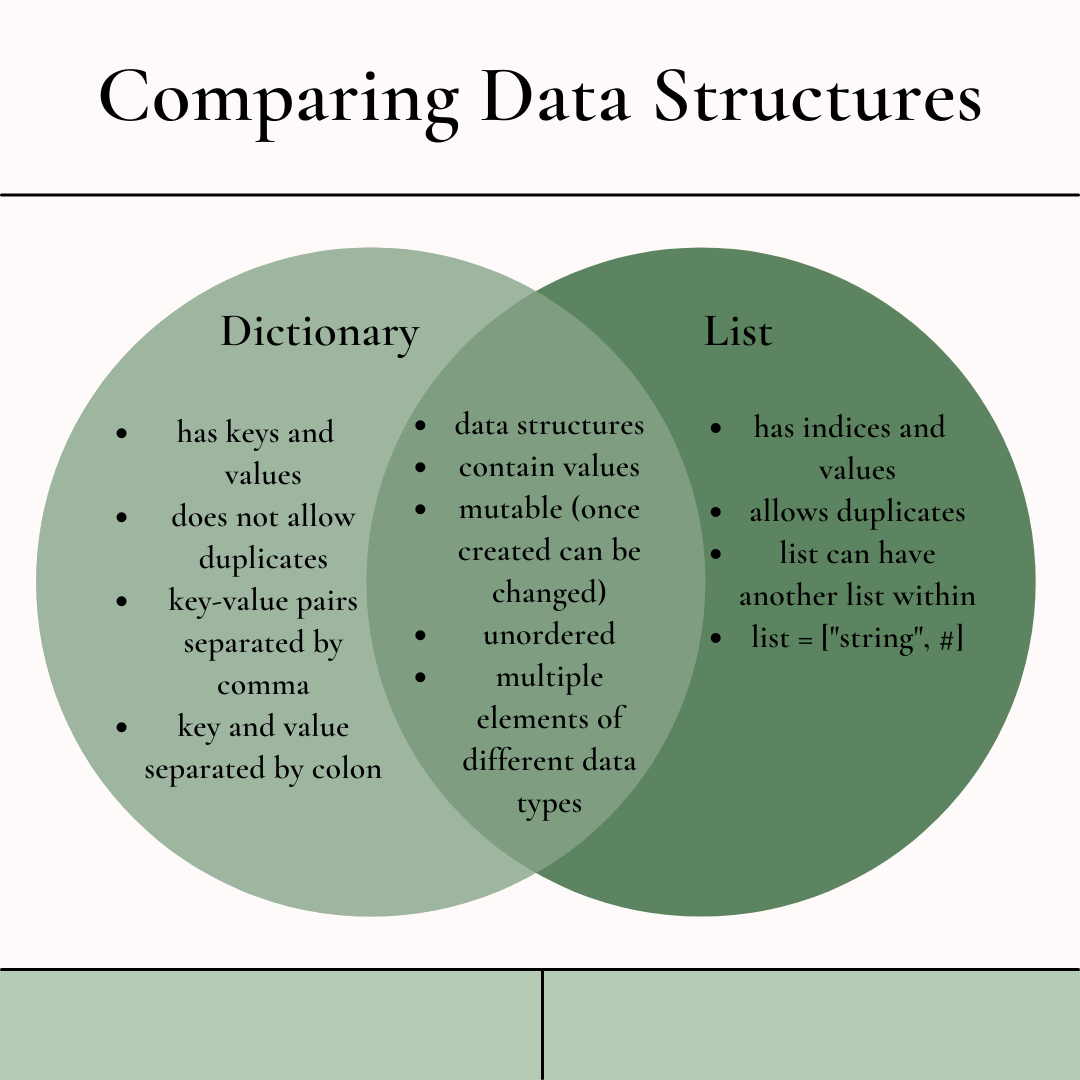 Comparing Data Structures
Dictionary
• has keys and
values
• does not allow
duplicates
• key-value pairs
separated by
comma
• key and value
separated by colon
• data structures
• contain values
• mutable (once
created can be
changed)
• unordered
• multiple
elements of
different data
types
List
• has indices and
values
• allows duplicates
• list can have
another list within
• list = ["string", #]